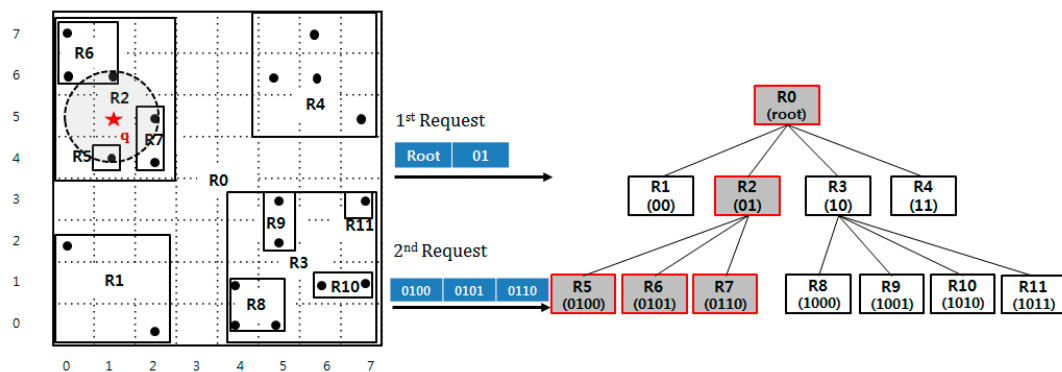 7
6
5
4
3
2
1
0
0 1 2 3 4 5 6 7
R6
R2
R4
q
R7
R5
R0
R9
R11
R3
R1
R10
R8
1st Request
Root 01
2nd Request
0100 0101 0110
R0
(root)
R1 R2 R3 R4
(00) (01) (10) (11)
R5 R6 R7 R8 R9 R10 R11
(0100) (0101) (0110) (1000) (1001) (1010) (1011)